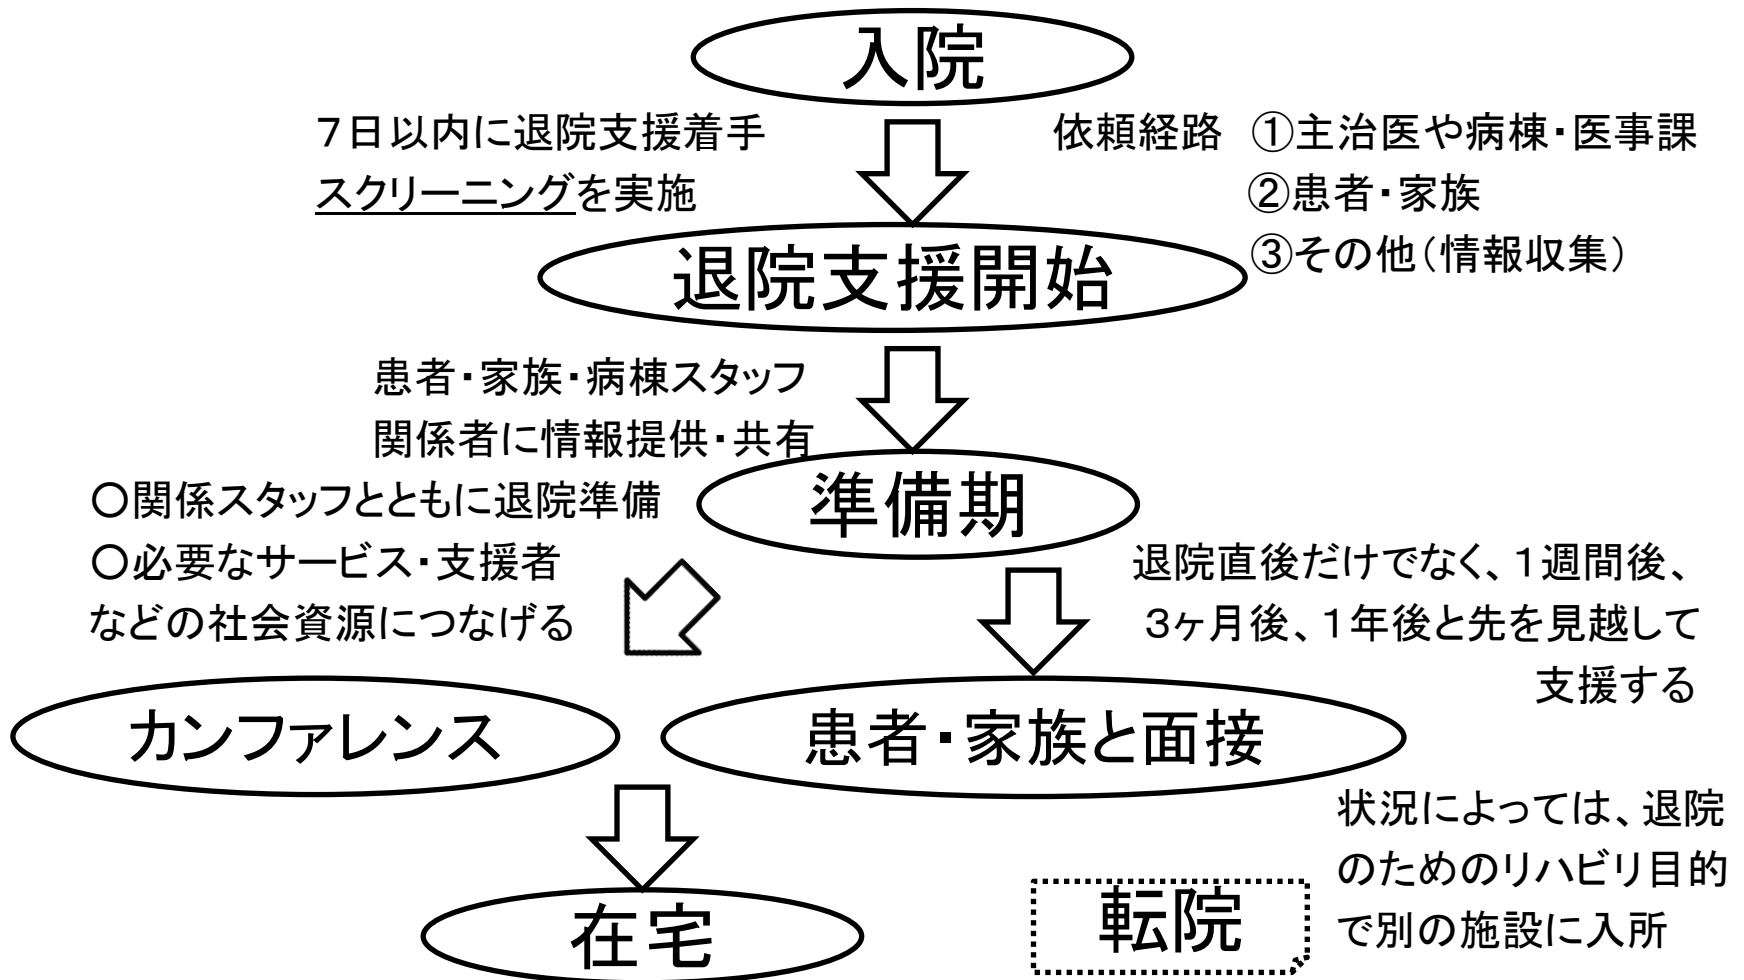 入院
7日以内に退院支援着手
スクリーニングを実施
依頼経路 ①主治医や病棟・医事課
②患者・家族
③その他(情報収集)
退院支援開始
患者・家族・病棟スタッフ
関係者に情報提供・共有
準備期
○関係スタッフとともに退院準備
○必要なサービス・支援者
などの社会資源につなげる
退院直後だけでなく、1週間後、
3ヶ月後、1年後と先を見越して
支援する
カンファレンス
患者・家族と面接
状況によっては、退院
のためのリハビリ目的
で別の施設に入所
在宅
転院